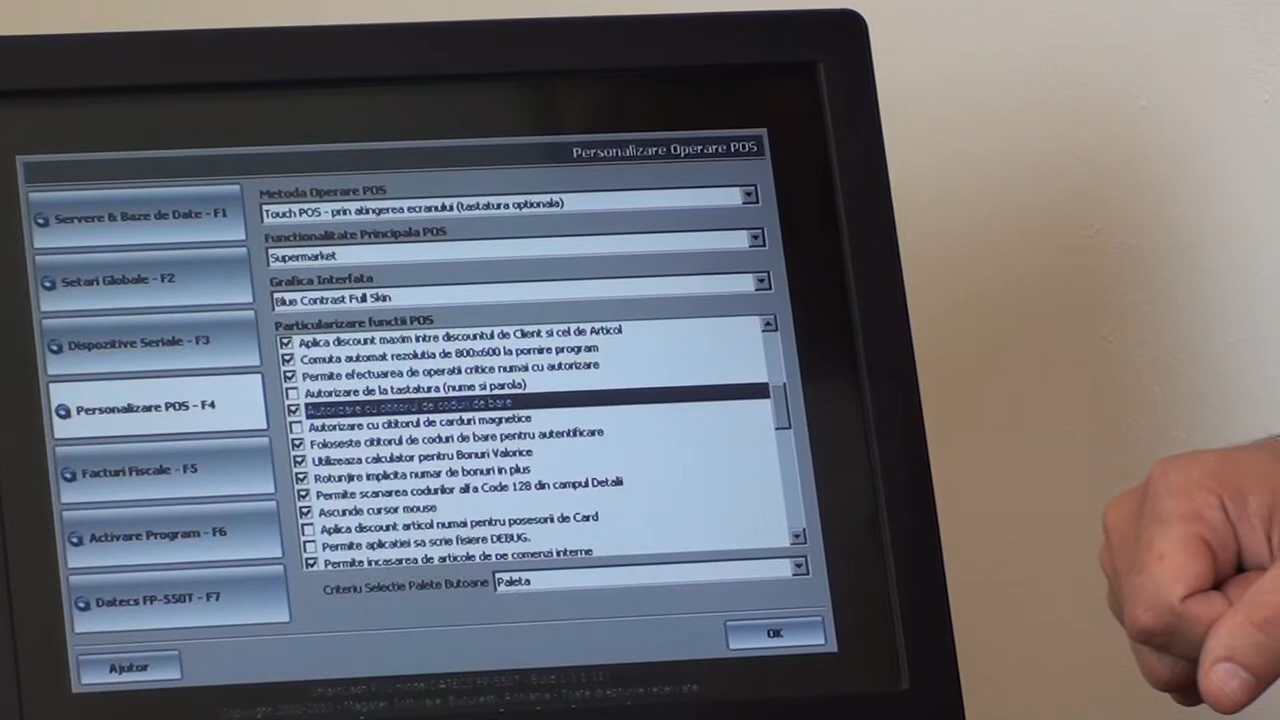 Personalizare Operare POS
Servere & Baze de Date - F1
Setari Globale - F2
Dispozitive Seriale - F3
Personalizare POS - F4
Facturi Fiscale - F5
Activare Program - F6
Datecs FP-550T - F7
Ajutor
Metoda Operare POS
Touch POS - prin atingerea ecranului (tastatura optionala)
Functionalitate Principala POS
Supermarket
Grafica Interfata
Blue Contrast Full Skin
Particularizare functii POS
Aplica discount maxim intre discountul de Client si cel de Articol
Comuta automat rezolutia de 800x600 la pornire program
Permite efectuarea de operatii critice numai cu autorizare
Autorizare de la tastatura (nume si parola)
Autorizare cu cititorul de coduri de bare
Autorizare cu cititorul de carduri magnetice
Foloseste cititorul de coduri de bare pentru autentificare
Utilizeaza calculator pentru Bonuri Valorice
Rotunjire implicita numar de bonuri in plus
Permite scanarea codurilor alfa Code 128 din campul Detalii
Ascunde cursor mouse
Aplica discount articol numai pentru posesorii de Card
Permite aplicatiei sa scrie fisiere DEBUG.
Permite incasarea de articole de pe comenzi interne
Criteriu Selectie Palete Butoane
Paleta
OK